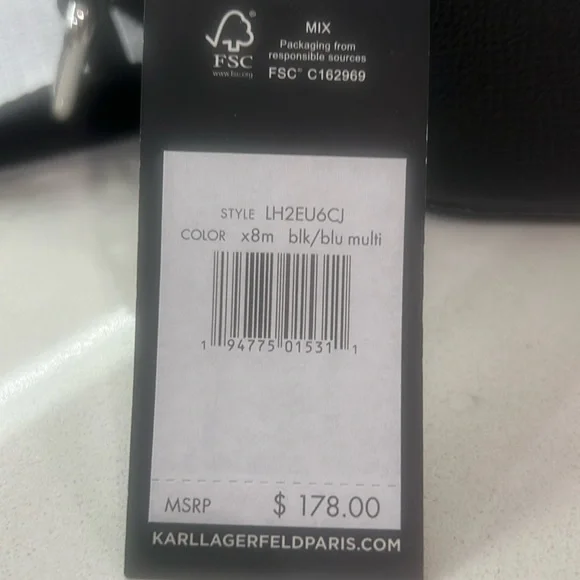 MIX
Packaging from
responsible sources
FSC
www.fsc.org
FSC® C162969
STYLE LH2EU6CJ
COLOR x8m blk/blu multi
1 94775 01531 1
MSRP $ 178.00
KARLLAGERFELDPARIS.COM